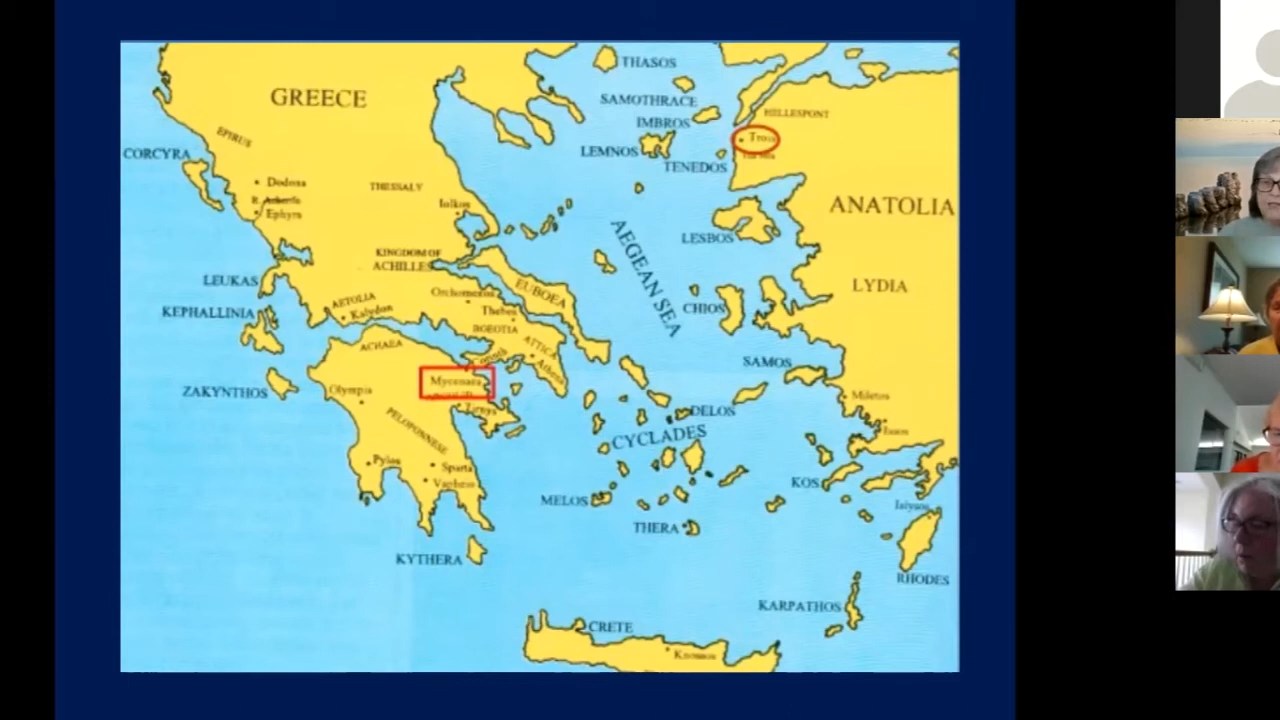 THASOS
GREECE
SAMOTHRACE
HELLESPONT
IMBROS
EPIRUS
Troia
CORCYRA
LEMNOS
TENEDOS
Dodona
THESSALY
R.
Iolkos
ANATOLIA
Ephyra
AEGEAN SEA
LESBOS
KINGDOM OF
ACHILLES
LEUKAS
LYDIA
EUBOEA
Orchomenos
AETOLIA
CHIOS
KEPHALLINIA
Kalydon
Thebes
BOEOTIA
ATTICA
ACHAEA
Corinth
SAMOS
Athens
Mycenaea
ZAKYNTHOS
Olympia
Miletos
Tiryns
DELOS
PELOPONNESE
CYCLADES
Pylos
Sparta
Vapheio
KOS
MELOS
Ialysos
THERA
KYTHERA
RHODES
KARPATHOS
CRETE
Knossos